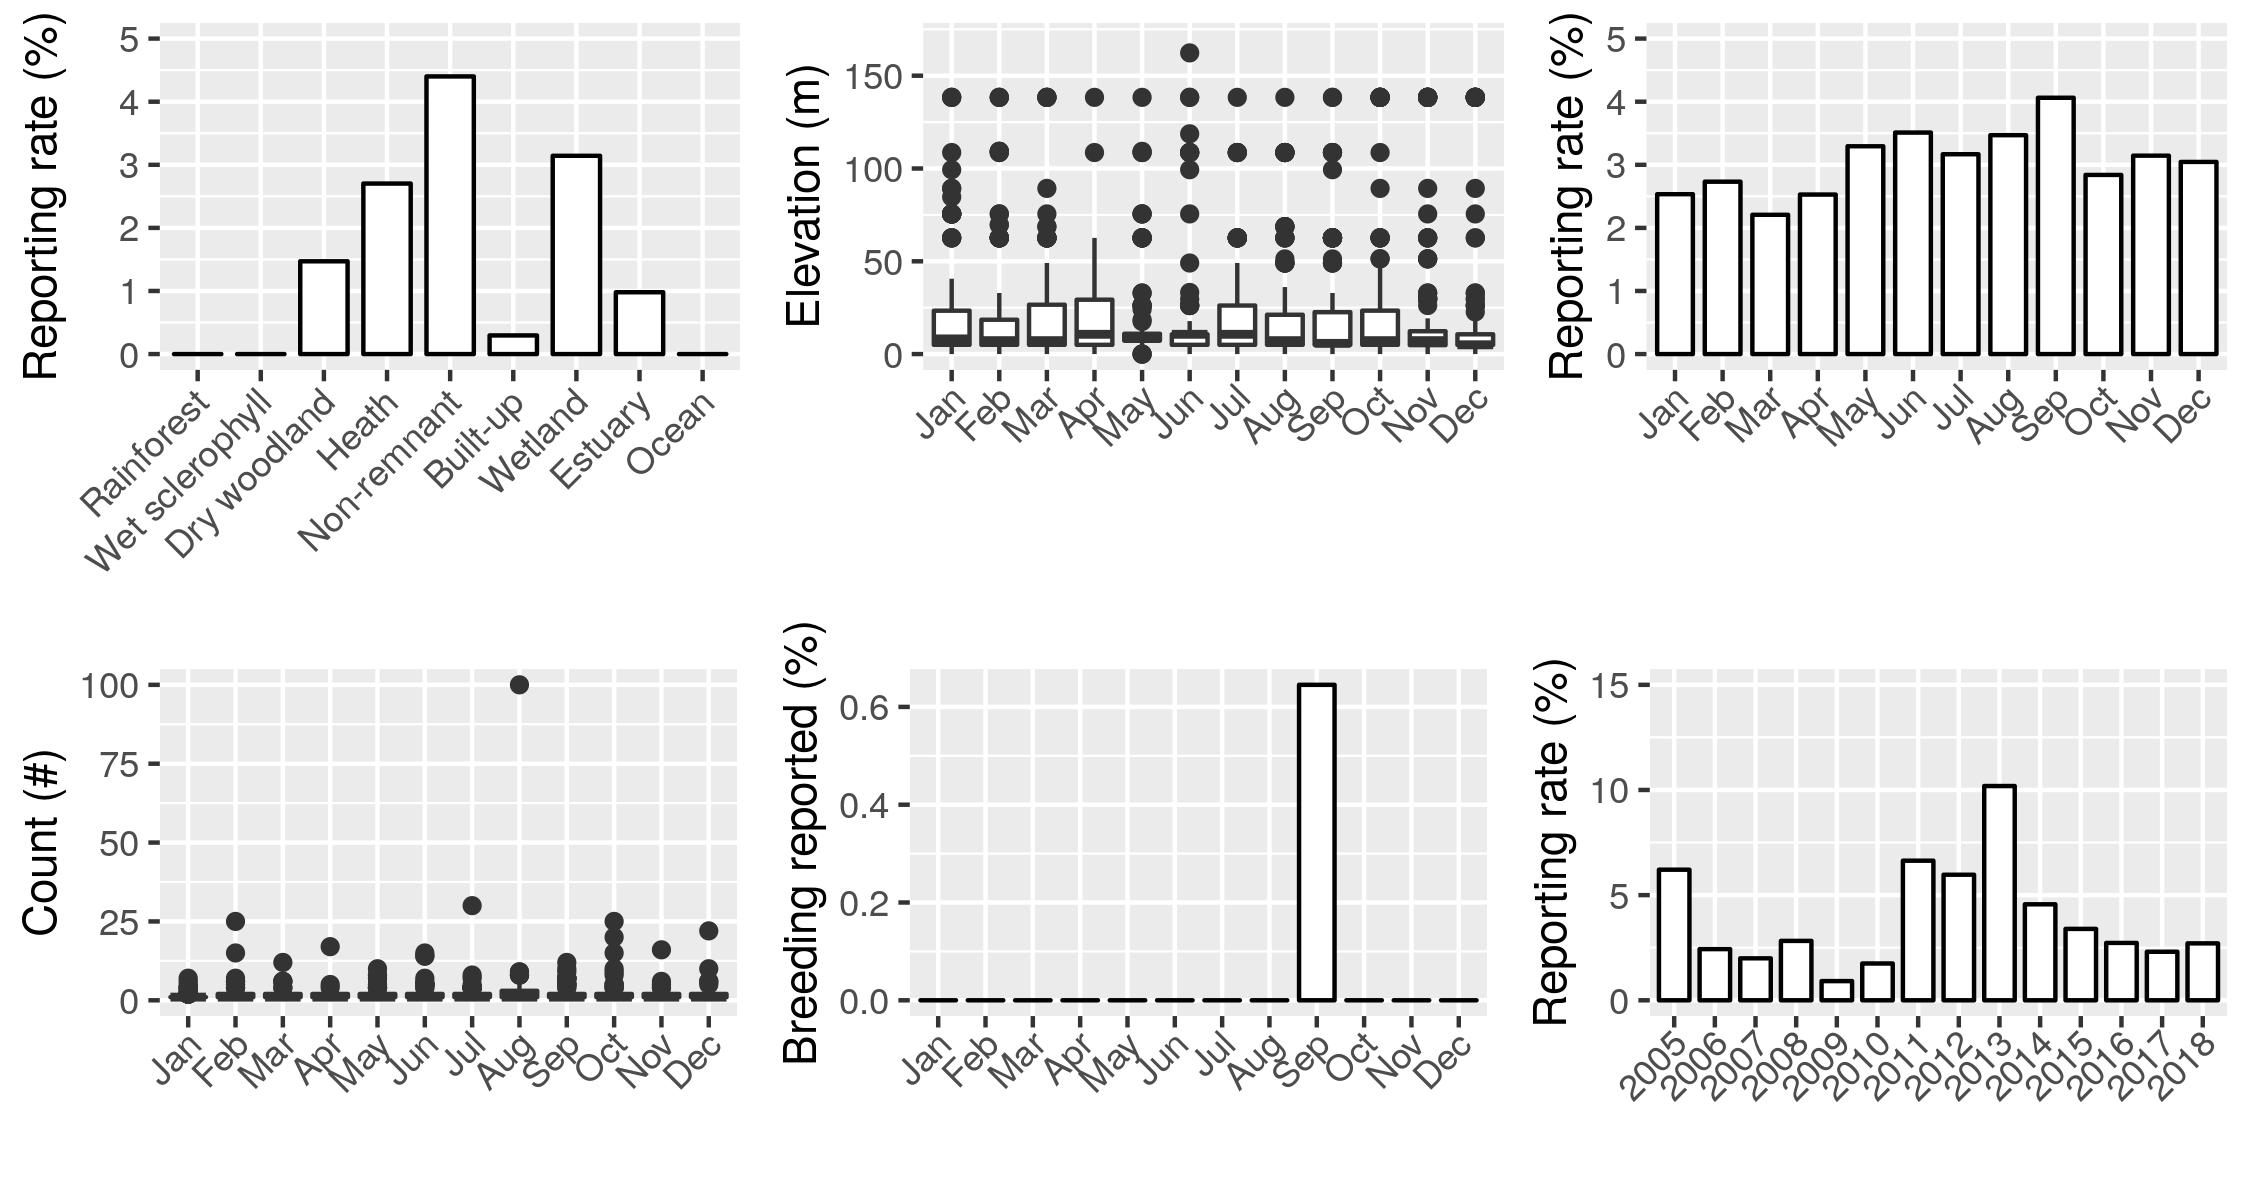 Reporting rate (%)
5
4
3
2
1
0
Rainforest
Wet sclerophyll
Dry woodland
Heath
Non-remnant
Built-up
Wetland
Estuary
Ocean
Elevation (m)
150
100
50
0
Jan
Feb
Mar
Apr
May
Jun
Jul
Aug
Sep
Oct
Nov
Dec
Reporting rate (%)
5
4
3
2
1
0
Jan
Feb
Mar
Apr
May
Jun
Jul
Aug
Sep
Oct
Nov
Dec
Count (#)
100
75
50
25
0
Jan
Feb
Mar
Apr
May
Jun
Jul
Aug
Sep
Oct
Nov
Dec
Breeding reported (%)
0.6
0.4
0.2
0.0
Jan
Feb
Mar
Apr
May
Jun
Jul
Aug
Sep
Oct
Nov
Dec
Reporting rate (%)
15
10
5
0
2005
2006
2007
2008
2009
2010
2011
2012
2013
2014
2015
2016
2017
2018